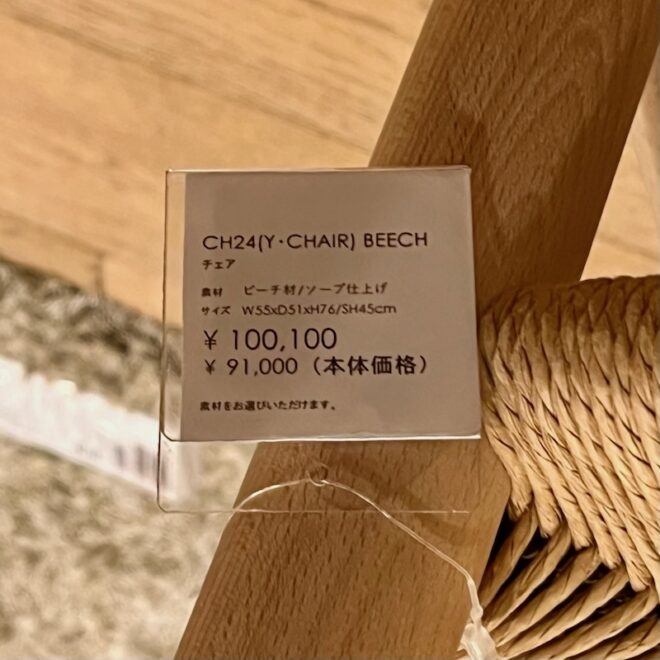 CH24(Y・CHAIR) BEECH
チェア
素材 ビーチ材/ソープ仕上げ
サイズ W55xD51xH76/SH45cm
¥ 100,100
¥ 91,000（本体価格）
素材をお選びいただけます。